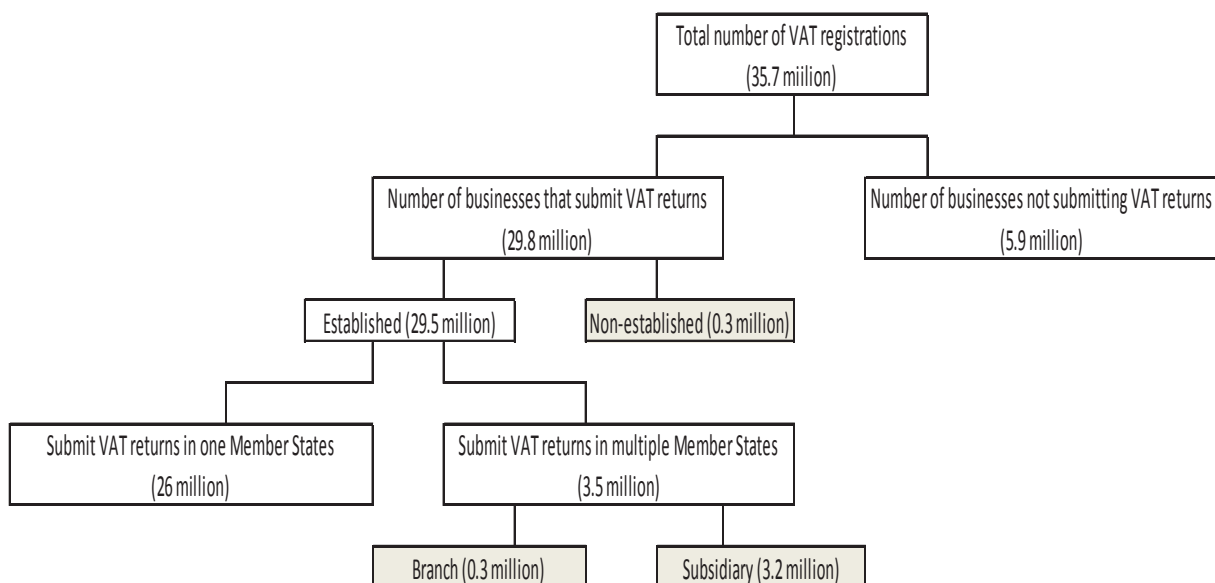 Total number of VAT registrations
(35.7 miilion)
Number of businesses that submit VAT returns
(29.8 million)
Number of businesses not submitting VAT returns
(5.9 million)
Established (29.5 million)
Non-established (0.3 million)
Submit VAT returns in one Member States
(26 million)
Submit VAT returns in multiple Member States
(3.5 million)
Branch (0.3 million)
Subsidiary (3.2 million)